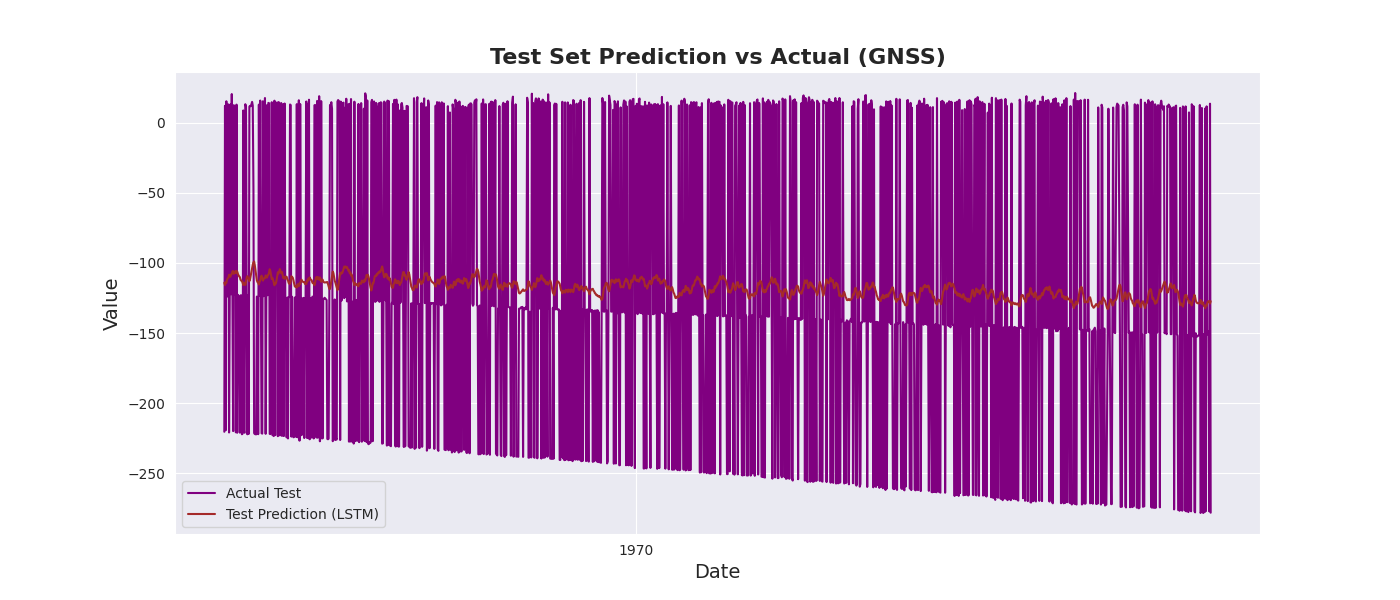 Test Set Prediction vs Actual (GNSS)
Value
0
−50
−100
−150
−200
−250
Actual Test
Test Prediction (LSTM)
1970
Date